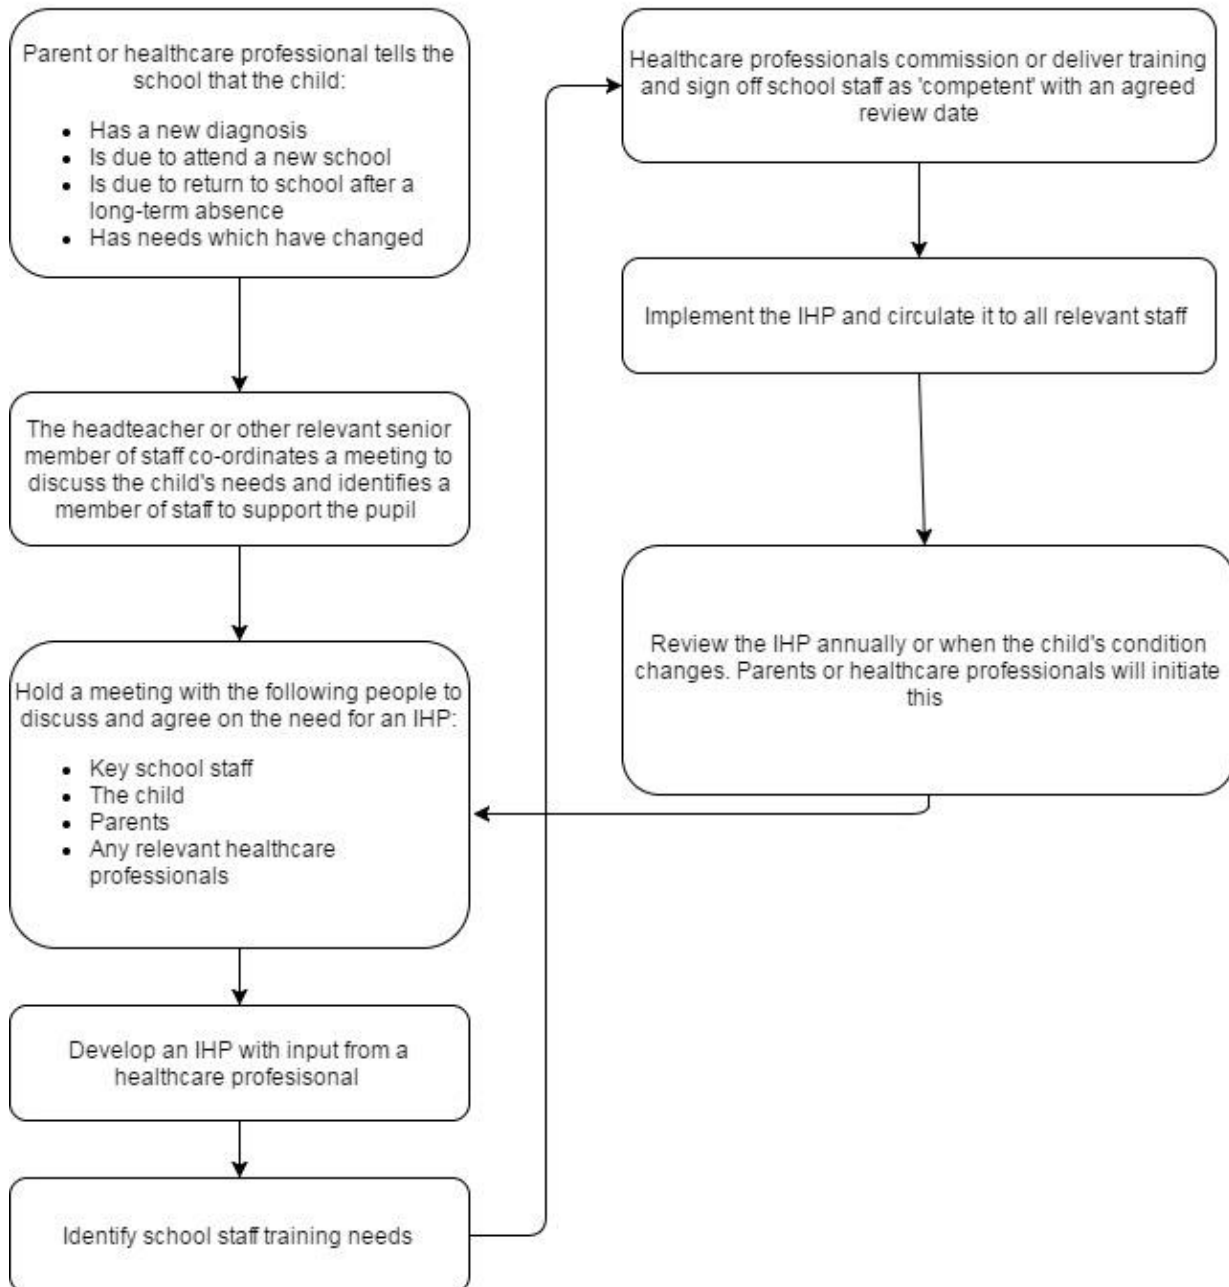 Parent or healthcare professional tells the
school that the child:
• Has a new diagnosis
• Is due to attend a new school
• Is due to return to school after a
long-term absence
• Has needs which have changed
The headteacher or other relevant senior
member of staff co-ordinates a meeting to
discuss the child's needs and identifies a
member of staff to support the pupil
Hold a meeting with the following people to
discuss and agree on the need for an IHP:
• Key school staff
• The child
• Parents
• Any relevant healthcare
professionals
Develop an IHP with input from a
healthcare profesisonal
Identify school staff training needs
Healthcare professionals commission or deliver training
and sign off school staff as 'competent' with an agreed
review date
Implement the IHP and circulate it to all relevant staff
Review the IHP annually or when the child's condition
changes. Parents or healthcare professionals will initiate
this